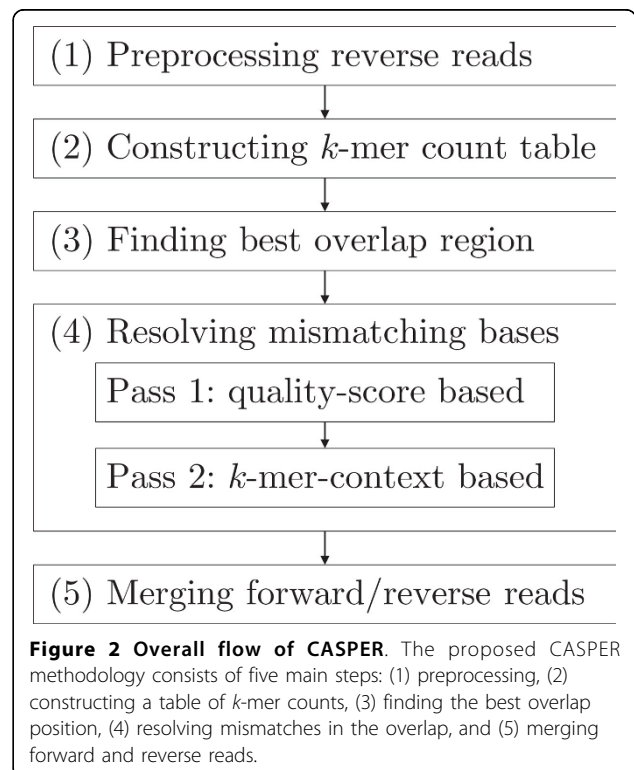 (1) Preprocessing reverse reads
(2) Constructing k-mer count table
(3) Finding best overlap region
(4) Resolving mismatching bases
Pass 1: quality-score based
Pass 2: k-mer-context based
(5) Merging forward/reverse reads
Figure 2 Overall flow of CASPER. The proposed CASPER
methodology consists of five main steps: (1) preprocessing, (2)
constructing a table of k-mer counts, (3) finding the best overlap
position, (4) resolving mismatches in the overlap, and (5) merging
forward and reverse reads.